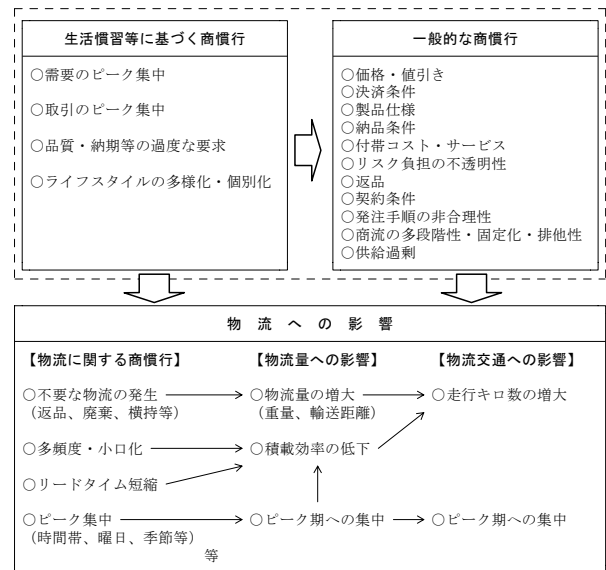 生活慣習等に基づく商慣行
○需要のピーク集中
○取引のピーク集中
○品質・納期等の過度な要求
○ライフスタイルの多様化・個別化
一般的な商慣行
○価格・値引き
○決済条件
○製品仕様
○納品条件
○付帯コスト・サービス
○リスク負担の不透明性
○返品
○契約条件
○発注手順の非合理性
○商流の多段階性・固定化・排他性
○供給過剰
物流への影響
【物流に関する商慣行】 【物流量への影響】 【物流交通への影響】
○不要な物流の発生 ○物流量の増大 ○走行キロ数の増大
（返品、廃棄、横持等） （重量、輸送距離）
○多頻度・小口化 ○積載効率の低下
○リードタイム短縮
○ピーク集中 ○ピーク期への集中 ○ピーク期への集中
（時間帯、曜日、季節等）
等